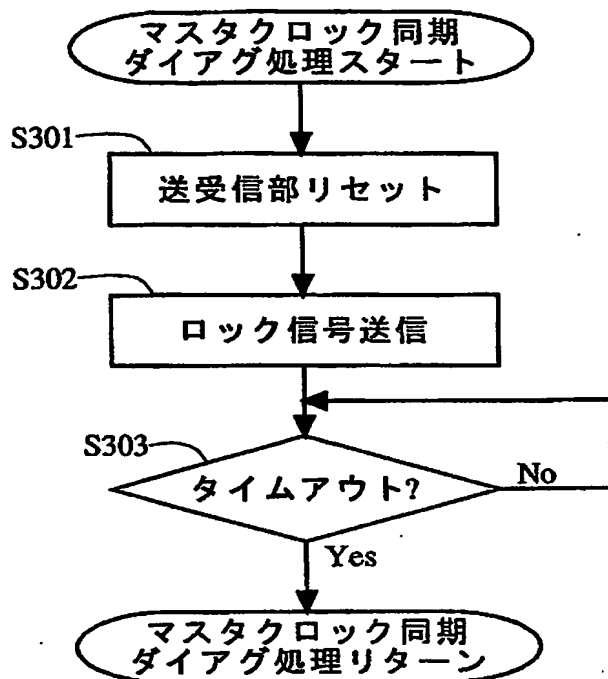 マスタクロック同期
ダイアグ処理スタート
S301
送受信部リセット
S302
ロック信号送信
S303
タイムアウト?
No
Yes
マスタクロック同期
ダイアグ処理リターン